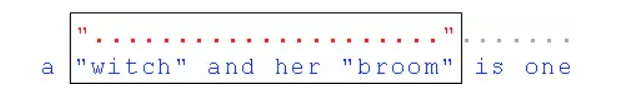 ".....................".......
a "witch" and her "broom" is one